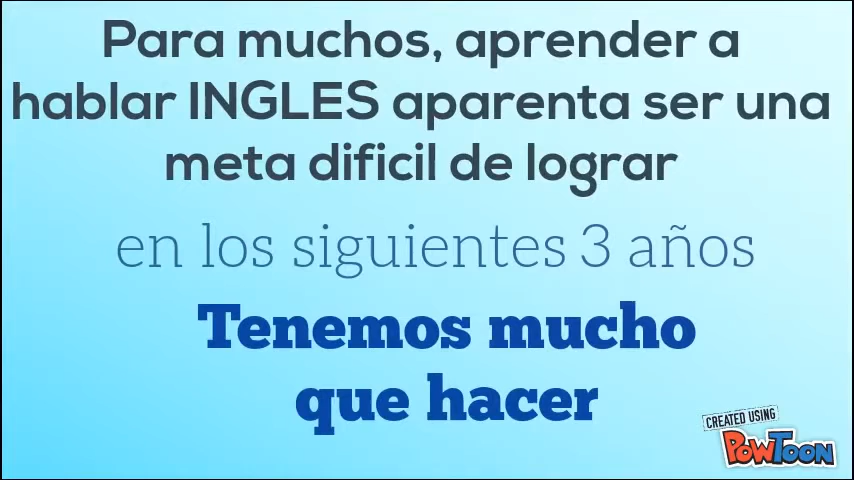 Para muchos, aprender a
hablar INGLES aparenta ser una
meta dificil de lograr
en los siguientes 3 años
Tenemos mucho
que hacer
CREATED USING
PowToon